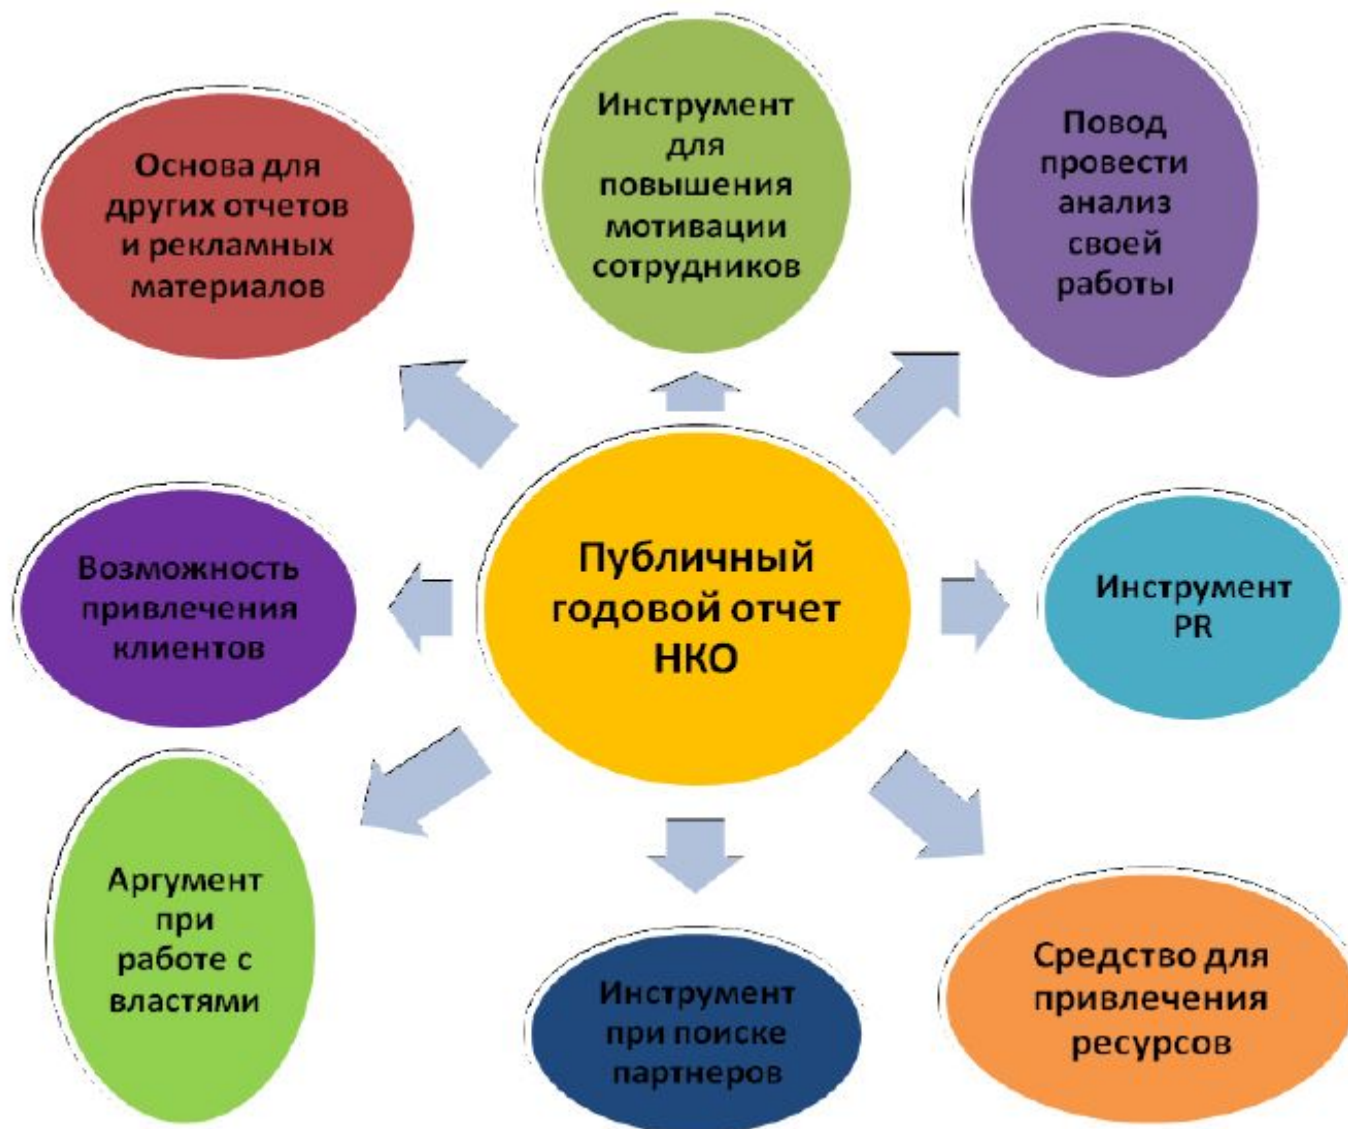 Основа для
других отчетов
и рекламных
материалов
Инструмент
для
повышения
мотивации
сотрудников
Повод
провести
анализ
своей
работы
Возможность
привлечения
клиентов
Публичный
годовой отчет
НКО
Инструмент
PR
Аргумент
при
работе с
властями
Инструмент
при поиске
партнеров
Средство для
привлечения
ресурсов